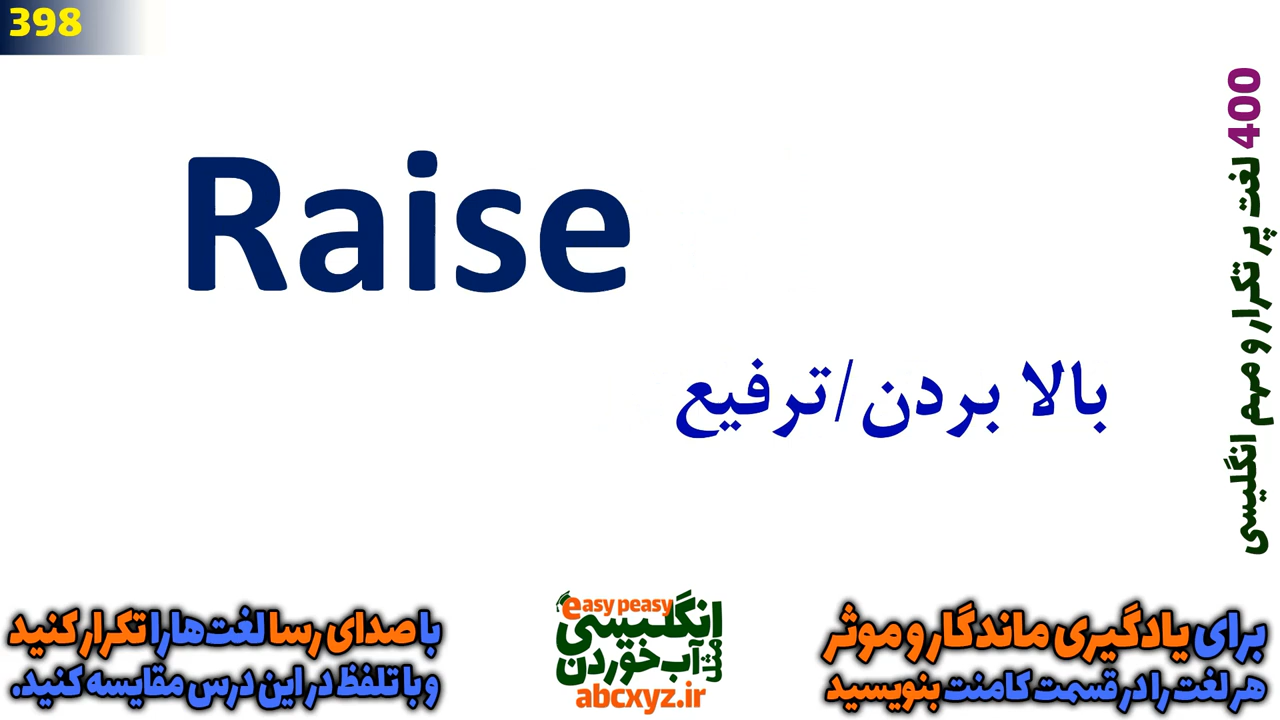 398
Raise
بالا بردن/ترفیع
400 لغت پر تکرار و مهم انگلیسی
برای یادگیری ماندگار و موثر
هر لغت را در قسمت کامنت بنویسید
easy peasy
انگلیسی
مثل آب خوردن
abcxyz.ir
با صدای رسا لغت‌ها را تکرار کنید
و با تلفظ در این درس مقایسه کنید.